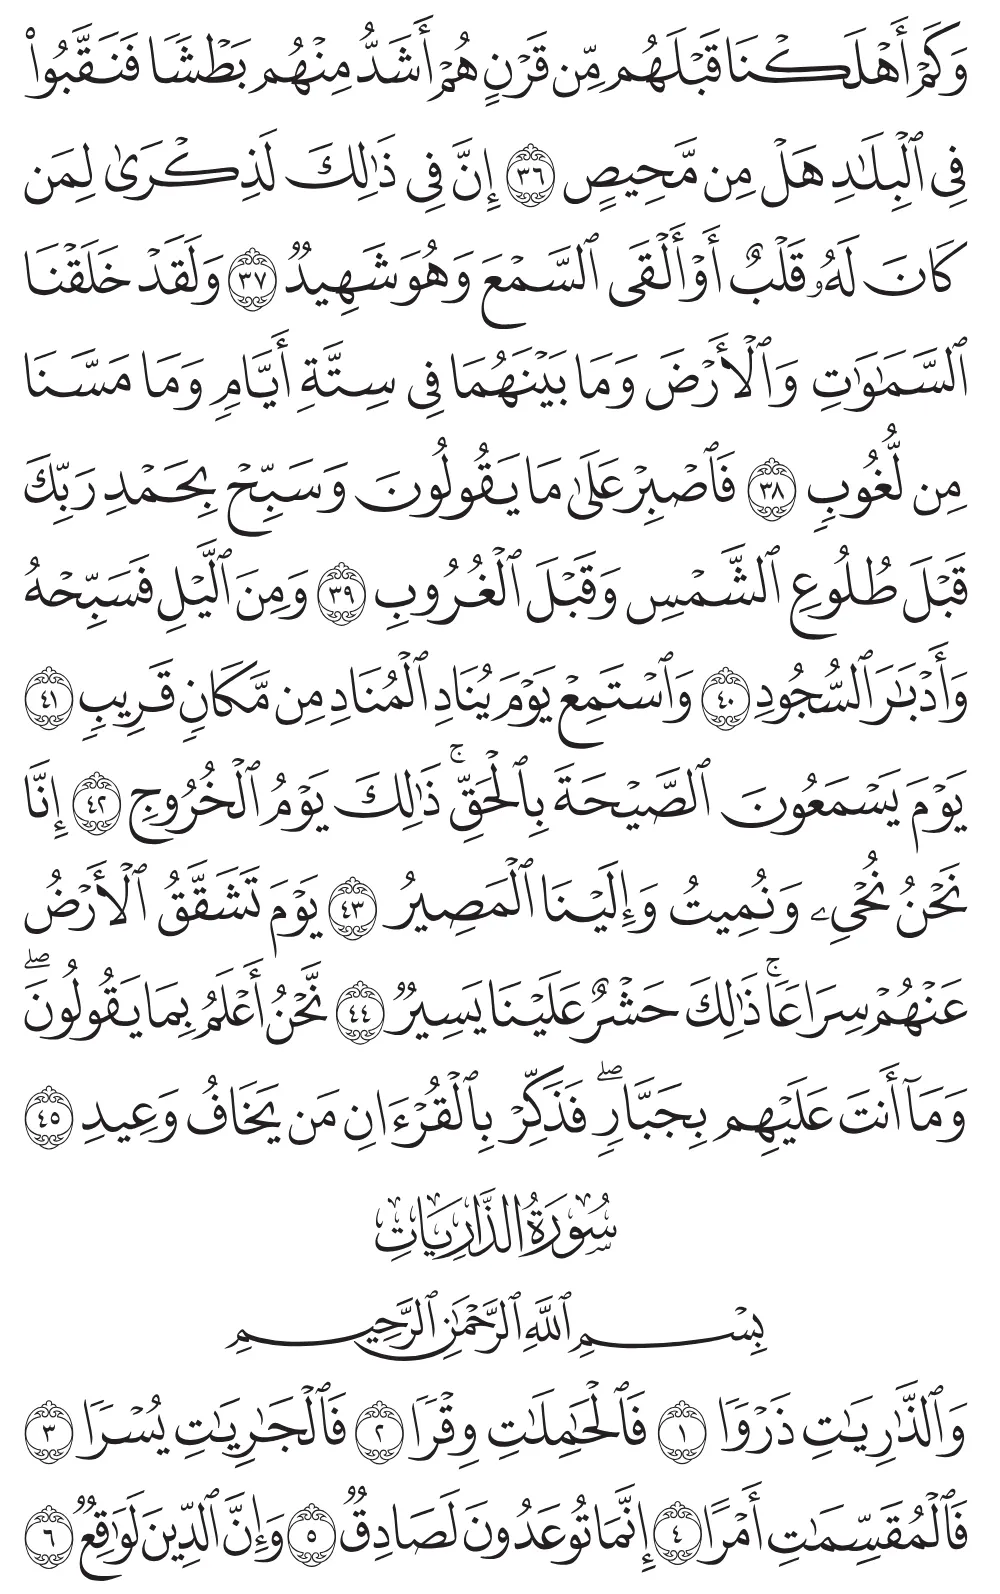 وَكَمْ أَهْلَكْنَا قَبْلَهُم مِّن قَرْنٍ هُمْ أَشَدُّ مِنْهُم بَطْشًا فَنَقَّبُوا۟
فِى ٱلْبِلَـٰدِ هَلْ مِن مَّحِيصٍ ٣٦ إِنَّ فِى ذَٰلِكَ لَذِكْرَىٰ لِمَن
كَانَ لَهُۥ قَلْبٌ أَوْ أَلْقَى ٱلسَّمْعَ وَهُوَ شَهِيدٌ ٣٧ وَلَقَدْ خَلَقْنَا
ٱلسَّمَـٰوَٰتِ وَٱلْأَرْضَ وَمَا بَيْنَهُمَا فِى سِتَّةِ أَيَّامٍ وَمَا مَسَّنَا
مِن لُّغُوبٍ ٣٨ فَٱصْبِرْ عَلَىٰ مَا يَقُولُونَ وَسَبِّحْ بِحَمْدِ رَبِّكَ
قَبْلَ طُلُوعِ ٱلشَّمْسِ وَقَبْلَ ٱلْغُرُوبِ ٣٩ وَمِنَ ٱلَّيْلِ فَسَبِّحْهُ
وَأَدْبَـٰرَ ٱلسُّجُودِ ٤٠ وَٱسْتَمِعْ يَوْمَ يُنَادِ ٱلْمُنَادِ مِن مَّكَانٍ قَرِيبٍ ٤١
يَوْمَ يَسْمَعُونَ ٱلصَّيْحَةَ بِٱلْحَقِّ ۚ ذَٰلِكَ يَوْمُ ٱلْخُرُوجِ ٤٢ إِنَّا
نَحْنُ نُحْىِۦ وَنُمِيتُ وَإِلَيْنَا ٱلْمَصِيرُ ٤٣ يَوْمَ تَشَقَّقُ ٱلْأَرْضُ
عَنْهُمْ سِرَاعًا ۚ ذَٰلِكَ حَشْرٌ عَلَيْنَا يَسِيرٌ ٤٤ نَّحْنُ أَعْلَمُ بِمَا يَقُولُونَ ۖ
وَمَآ أَنتَ عَلَيْهِم بِجَبَّارٍ ۖ فَذَكِّرْ بِٱلْقُرْءَانِ مَن يَخَافُ وَعِيدِ ٤٥
سُورَةُ الذَّارِيَاتِ
بِسْمِ ٱللَّهِ ٱلرَّحْمَـٰنِ ٱلرَّحِيمِ
وَٱلذَّٰرِيَـٰتِ ذَرْوًا ١ فَٱلْحَـٰمِلَـٰتِ وِقْرًا ٢ فَٱلْجَـٰرِيَـٰتِ يُسْرًا ٣
فَٱلْمُقَسِّمَـٰتِ أَمْرًا ٤ إِنَّمَا تُوعَدُونَ لَصَادِقٌ ٥ وَإِنَّ ٱلدِّينَ لَوَٰقِعٌ ٦